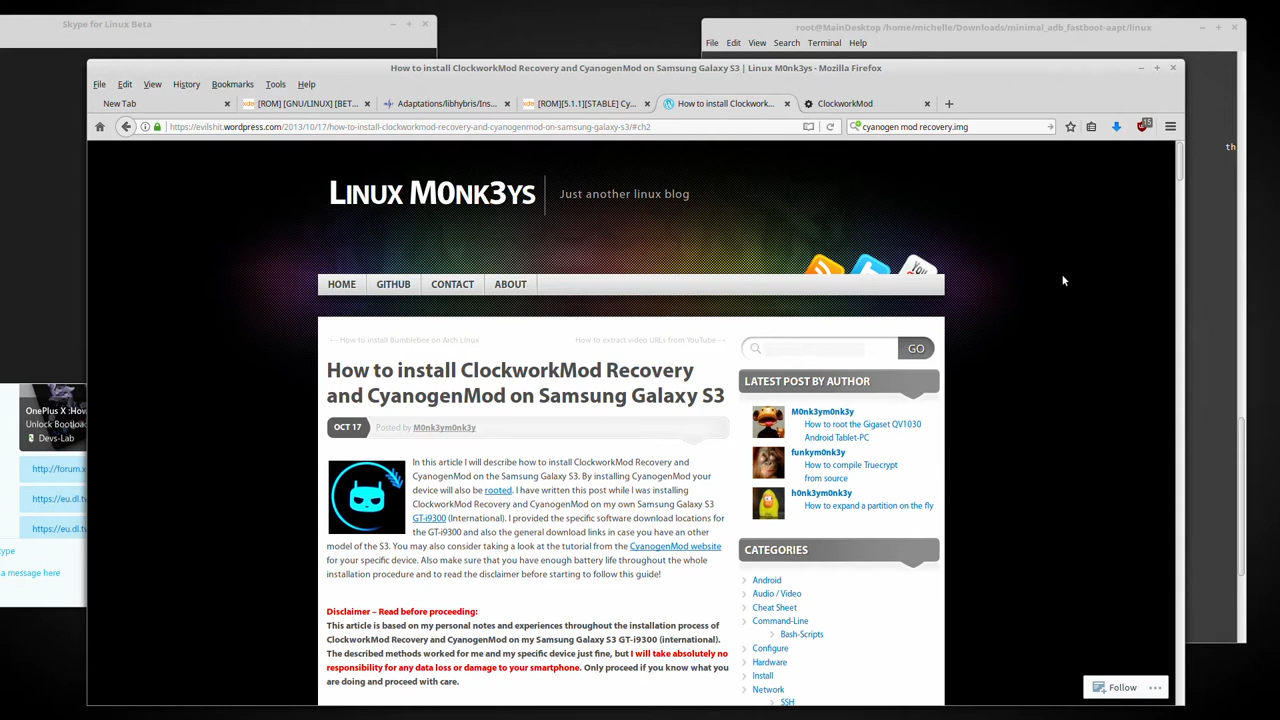 Skype for Linux Beta
root@MainDesktop /home/michelle/Downloads/minimal_adb_fastboot-aapt/linux
File Edit View Search Terminal Help
How to install ClockworkMod Recovery and CyanogenMod on Samsung Galaxy S3 | Linux M0nk3ys - Mozilla Firefox
File Edit View History Bookmarks Tools Help
New Tab
[ROM] [GNU/LINUX] [BET...
Adaptations/libhybris/Ins...
[ROM][5.1.1][STABLE] Cy...
How to install Clockwork...
ClockworkMod
https://evilshit.wordpress.com/2013/10/17/how-to-install-clockworkmod-recovery-and-cyanogenmod-on-samsung-galaxy-s3/#ch2
cyanogen mod recovery.img
15
th
LINUX M0NK3YS
Just another linux blog
You
HOME GITHUB CONTACT ABOUT
← How to install Bumblebee on Arch Linux
How to extract video URLs from YouTube →
GO
How to install ClockworkMod Recovery
and CyanogenMod on Samsung Galaxy S3
OCT 17
Posted by M0nk3ym0nk3y
In this article I will describe how to install ClockworkMod Recovery and
CyanogenMod on the Samsung Galaxy S3. By installing CyanogenMod your
device will also be rooted. I have written this post while I was installing
ClockworkMod Recovery and CyanogenMod on my own Samsung Galaxy S3
GT-i9300 (International). I provided the specific software download locations for
the GT-i9300 and also the general download links in case you have an other
model of the S3. You may also consider taking a look at the tutorial from the CyanogenMod website
for your specific device. Also make sure that you have enough battery life throughout the whole
installation procedure and to read the disclaimer before starting to follow this guide!
Disclaimer – Read before proceeding:
This article is based on my personal notes and experiences throughout the installation process of
ClockworkMod Recovery and CyanogenMod on my Samsung Galaxy S3 GT-i9300 (international).
The described methods worked for me and my specific device just fine, but I will take absolutely no
responsibility for any data loss or damage to your smartphone. Only proceed if you know what you
are doing and proceed with care.
LATEST POST BY AUTHOR
M0nk3ym0nk3y
How to root the Gigaset QV1030
Android Tablet-PC
funkym0nk3y
How to compile Truecrypt
from source
h0nk3ym0nk3y
How to expand a partition on the fly
CATEGORIES
Android
Audio / Video
Cheat Sheet
Command-Line
Bash-Scripts
Configure
Hardware
Install
Network
SSH
Follow
OnePlus X :How
Unlock Bootloa
Devs-Lab
http://forum.x
https://eu.dl.tv
https://eu.dl.tv
ype
a message here